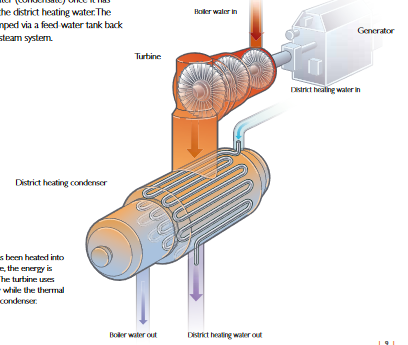 (condensate) once it has
the district heating water. The
mped via a feed-water tank back
steam system.
Boiler water in
Generator
Turbine
District heating water in
District heating condenser
s been heated into
e, the energy is
The turbine uses
while the thermal
condenser.
Boiler water out
District heating water out
| 9 |